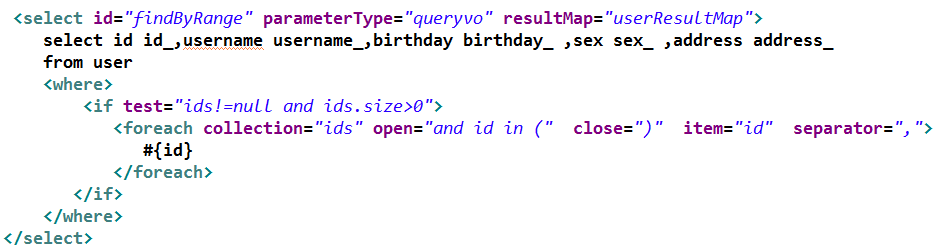 <select id="findByRange" parameterType="queryvo" resultMap="userResultMap">
select id id_,username username_,birthday birthday_ ,sex sex_ ,address address_
from user
<where>
<if test="ids!=null and ids.size>0">
<foreach collection="ids" open="and id in (" close=")" item="id" separator=",">
#{id}
</foreach>
</if>
</where>
</select>